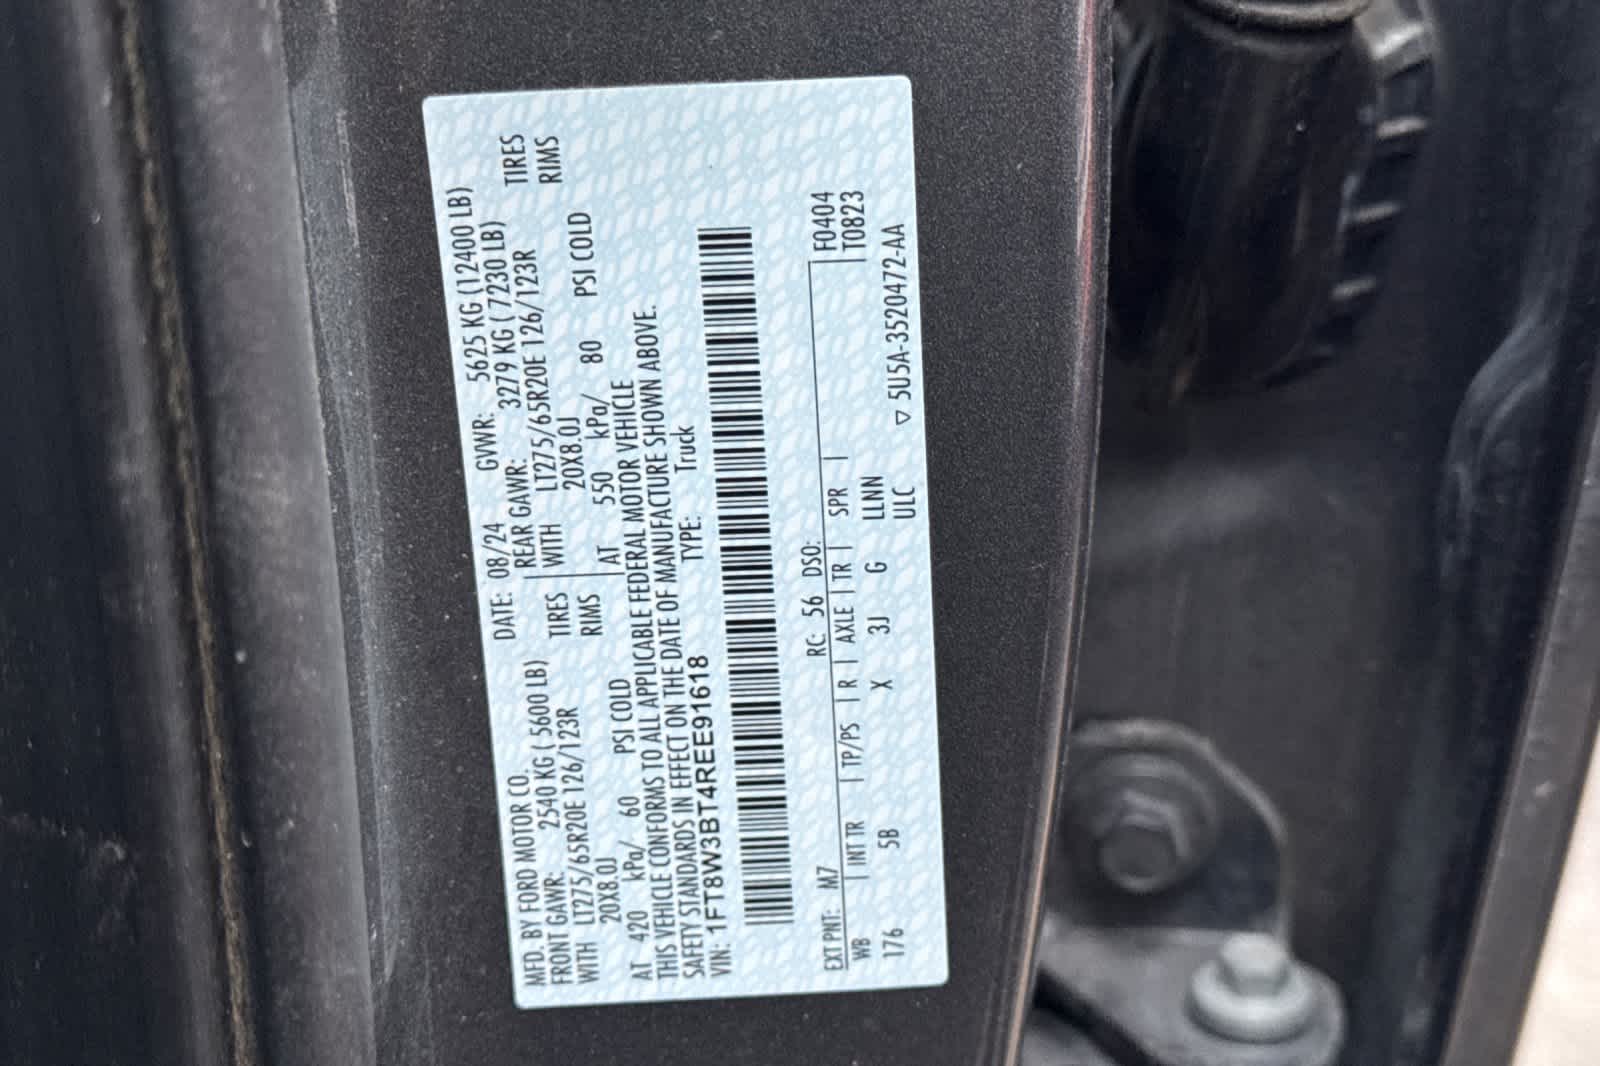 MFD. BY FORD MOTOR CO.
DATE: 08/24 GVWR: 5625 KG (12400 LB)
FRONT GAWR: 2540 KG (5600 LB) REAR GAWR: 3279 KG (7230 LB)
WITH LT275/65R20E 126/123R TIRES WITH LT275/65R20E 126/123R TIRES
20X8.0J RIMS 20X8.0J RIMS
AT 420 kPa/ 60 PSI COLD AT 550 kPa/ 80 PSI COLD
THIS VEHICLE CONFORMS TO ALL APPLICABLE FEDERAL MOTOR VEHICLE
SAFETY STANDARDS IN EFFECT ON THE DATE OF MANUFACTURE SHOWN ABOVE.
VIN: 1FT8W3BT4REE91618 TYPE: Truck
F0404
EXT PNT: M7 RC: 56 DSO: T0823
WB | INT TR | TP/PS | R | AXLE | TR | SPR |
176 5B X 3J G LLNN
ULC ▽ 5U5A-3520472-AA